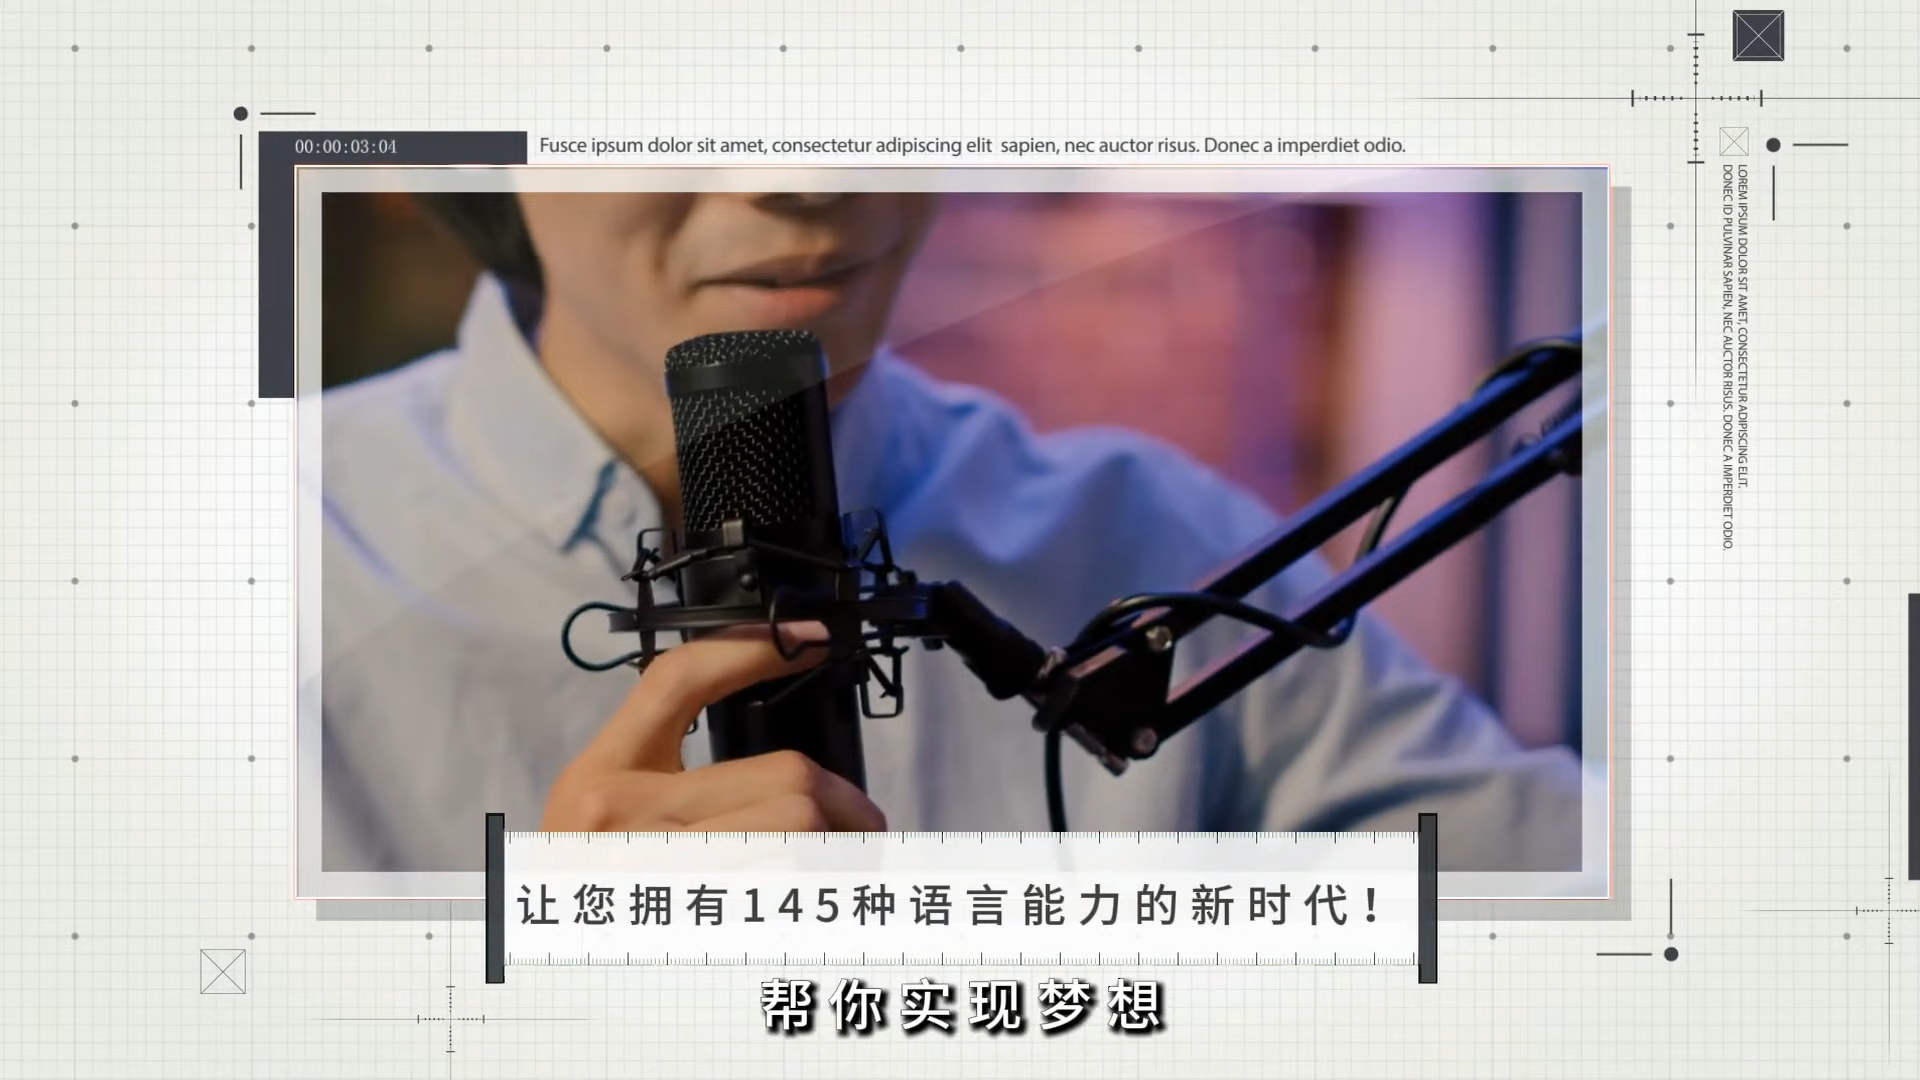 00:00:03:04
Fusce ipsum dolor sit amet, consectetur adipiscing elit sapien, nec auctor risus. Donec a imperdiet odio.
LOREM IPSUM DOLOR SIT AMET, CONSECTETUR ADIPISCING ELIT.
DONEC ID PULVINAR SAPIEN, NEC AUCTOR RISUS. DONEC A IMPERDIET ODIO.
让您拥有145种语言能力的新时代!
帮你实现梦想